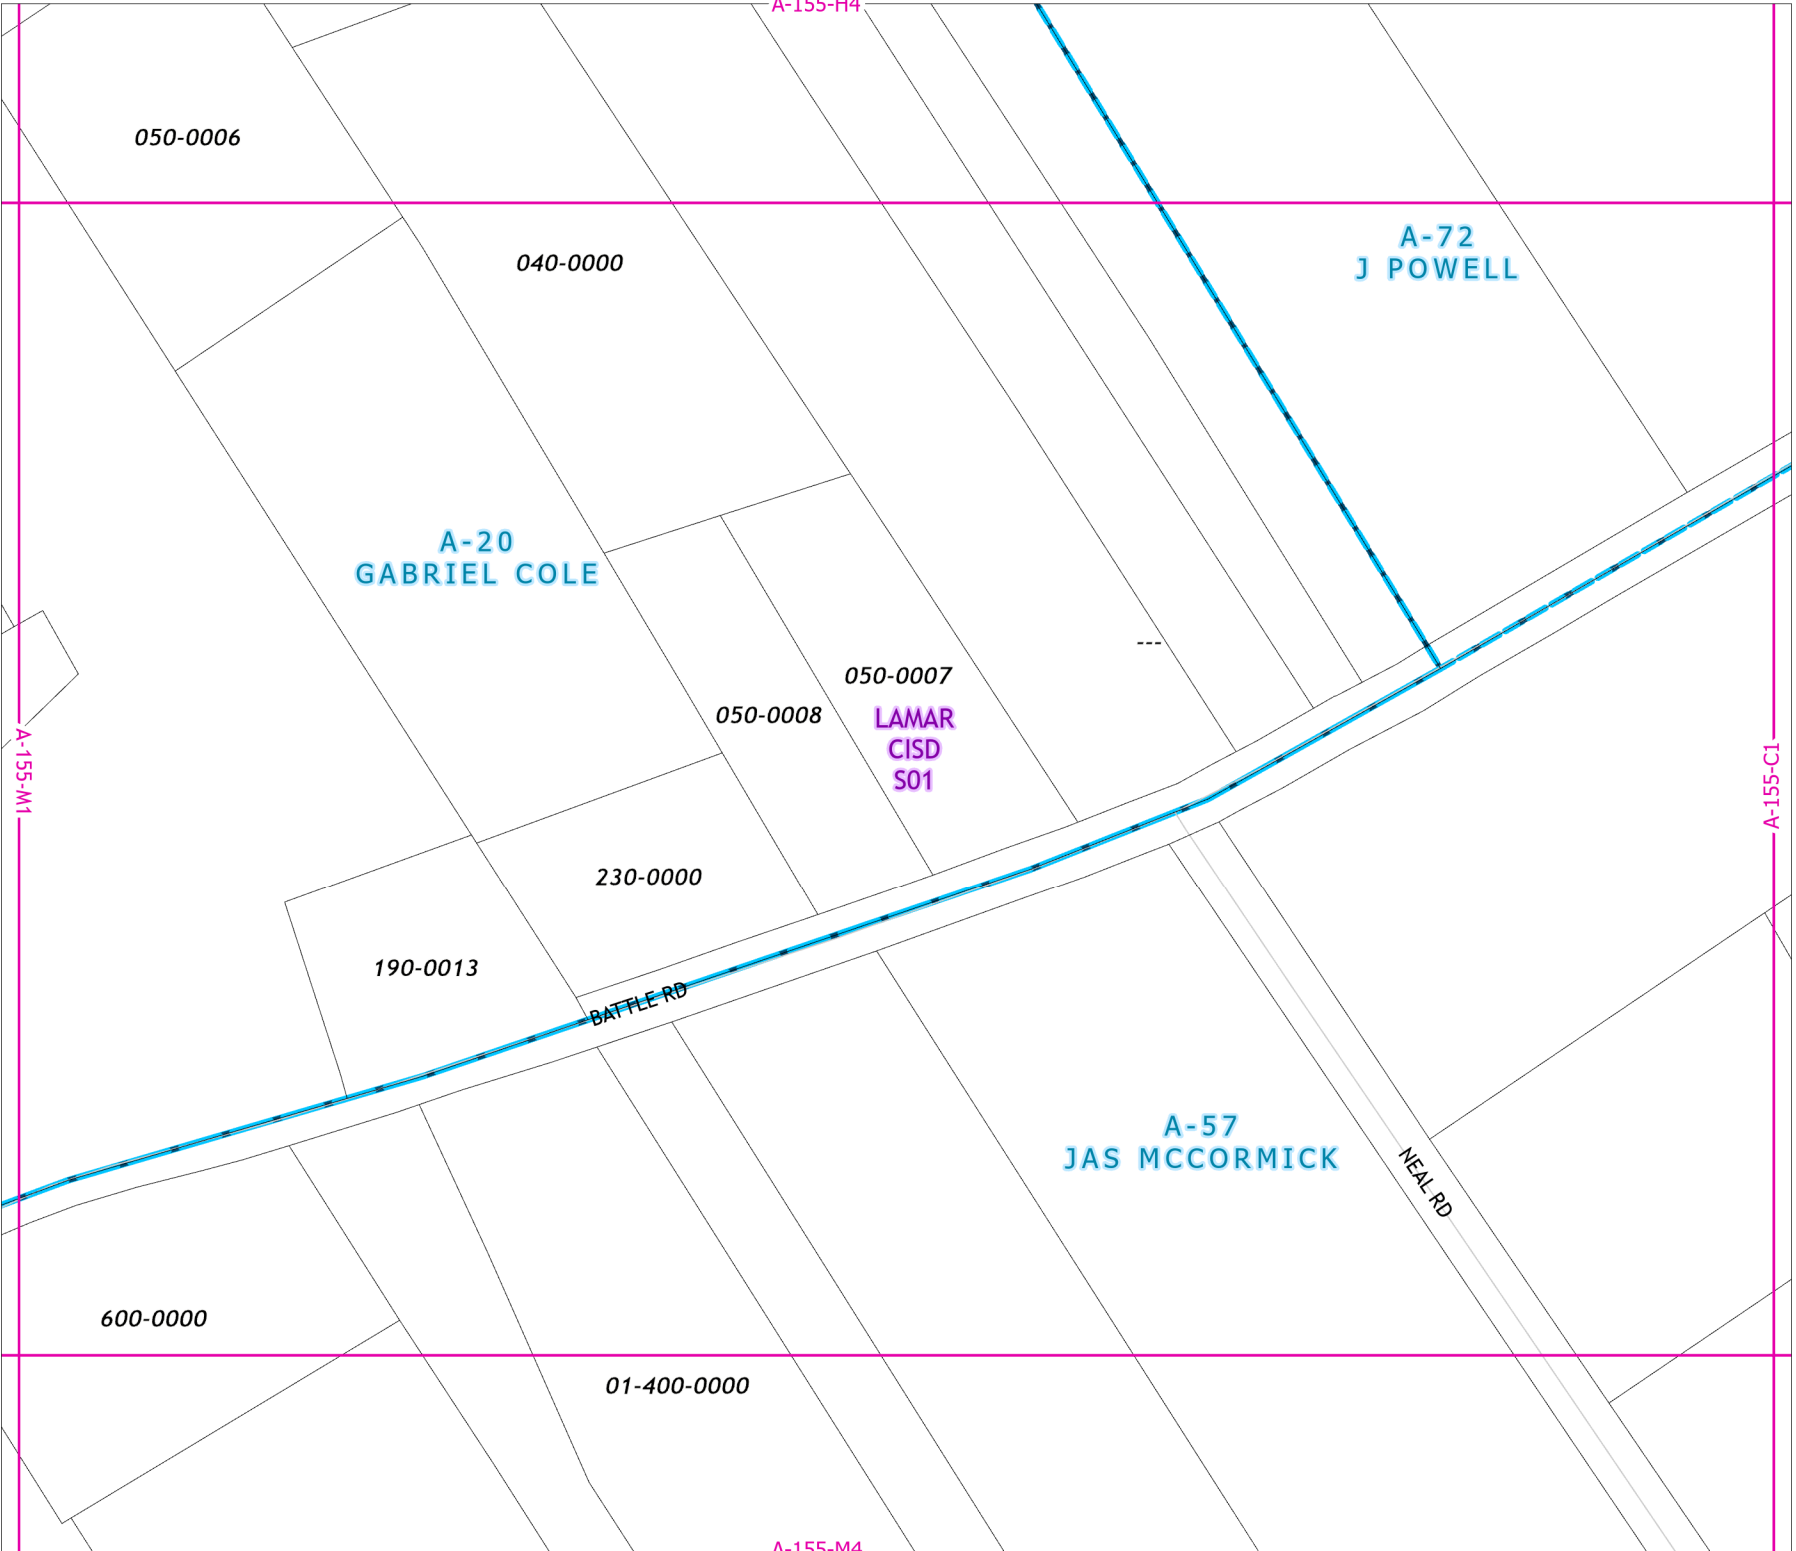 A-155-H4
050-0006
A-72
J POWELL
040-0000
A-20
GABRIEL COLE
---
050-0007
050-0008
LAMAR
CISD
S01
A-155-M1
A-155-C1
230-0000
190-0013
BATTLE RD
A-57
JAS MCCORMICK
NEAL RD
600-0000
01-400-0000
A-155-M4